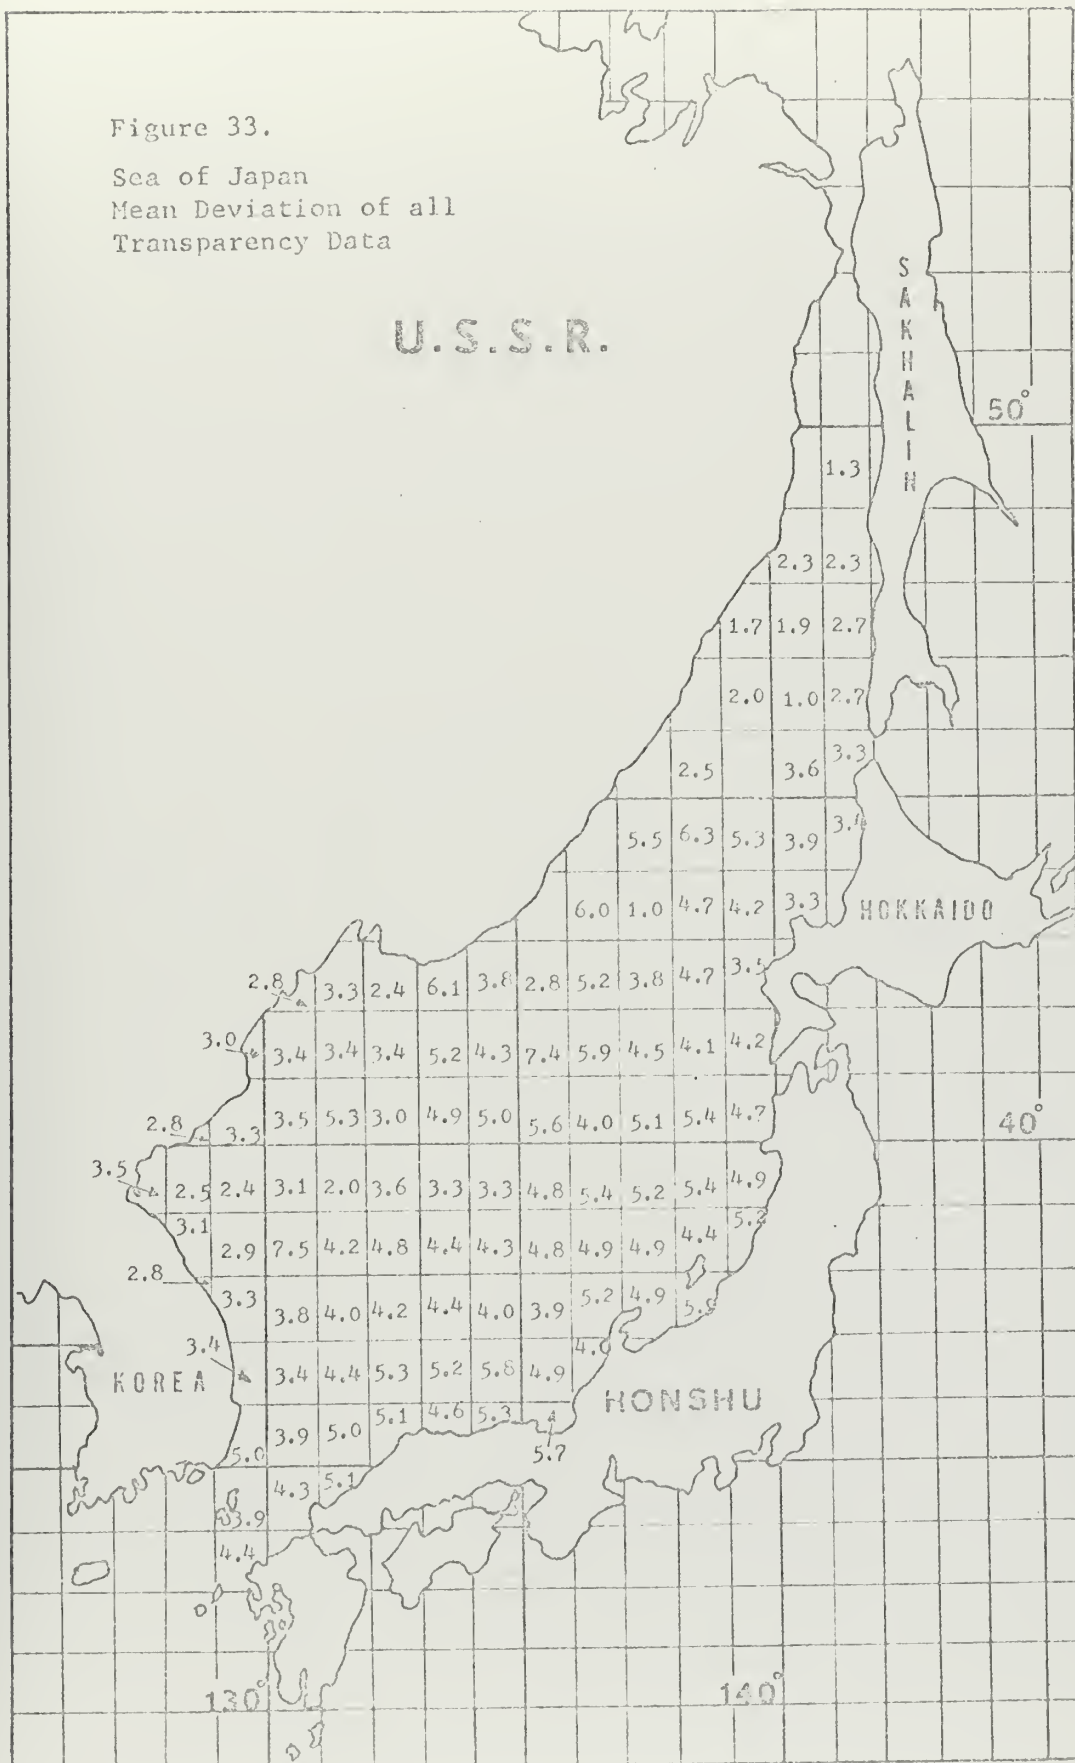 Figure 33.
Sea of Japan
Mean Deviation of all
Transparency Data
U.S.S.R.
SAKHALIN
50°
1.3
2.3 2.3
1.7 1.9 2.7
2.0 1.0 2.7
2.5 3.6 3.3
5.5 6.3 5.3 3.9
6.0 1.0 4.7 4.2 3.3
HOKKAIDO
2.8 3.3 2.4 6.1 3.8 2.8 5.2 3.8 4.7 3.5
3.0 3.4 3.4 3.4 5.2 4.3 7.4 5.9 4.5 4.1 4.2
2.8 3.3 3.5 5.3 3.0 4.9 5.0 5.6 4.0 5.1 5.4 4.7
40°
3.5 2.5 2.4 3.1 2.0 3.6 3.3 3.3 4.8 5.4 5.2 5.4 4.9
3.1 2.9 7.5 4.2 4.8 4.4 4.3 4.8 4.9 4.9 4.4 5.2
2.8 3.3 3.8 4.0 4.2 4.4 4.0 3.9 5.2 4.9
3.4 3.4 4.4 5.3 5.2 5.8 4.9
KOREA
HONSHU
5.0 3.9 5.0 5.1 4.6 5.3 5.7
4.3 5.1
3.9
4.4
130° 140°